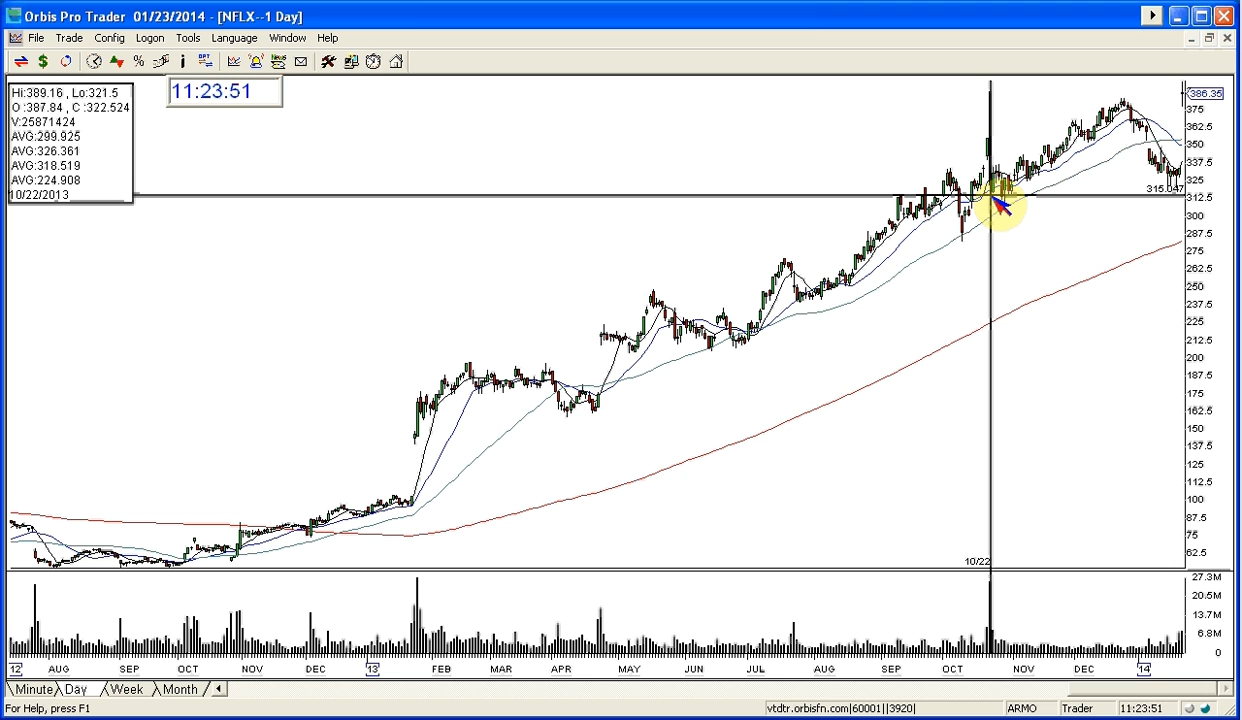 Orbis Pro Trader 01/23/2014 - [NFLX--1 Day]
File Trade Config Logon Tools Language Window Help
11:23:51
Hi:389.16 , Lo:321.5
O :387.84 , C :322.524
V:25871424
AVG:299.925
AVG:326.361
AVG:318.519
AVG:224.908
10/22/2013
386.35
375
362.5
350
337.5
325
315.047
312.5
300
287.5
275
262.5
250
237.5
225
212.5
200
187.5
175
162.5
150
137.5
125
112.5
100
87.5
75
62.5
10/22
27.3M
20.5M
13.7M
6.8M
0
12 AUG SEP OCT NOV DEC 13 FEB MAR APR MAY JUN JUL AUG SEP OCT NOV DEC 14
Minute Day Week Month
For Help, press F1 vtdtr.orbisfn.com|60001||3920| ARMO Trader 11:23:51